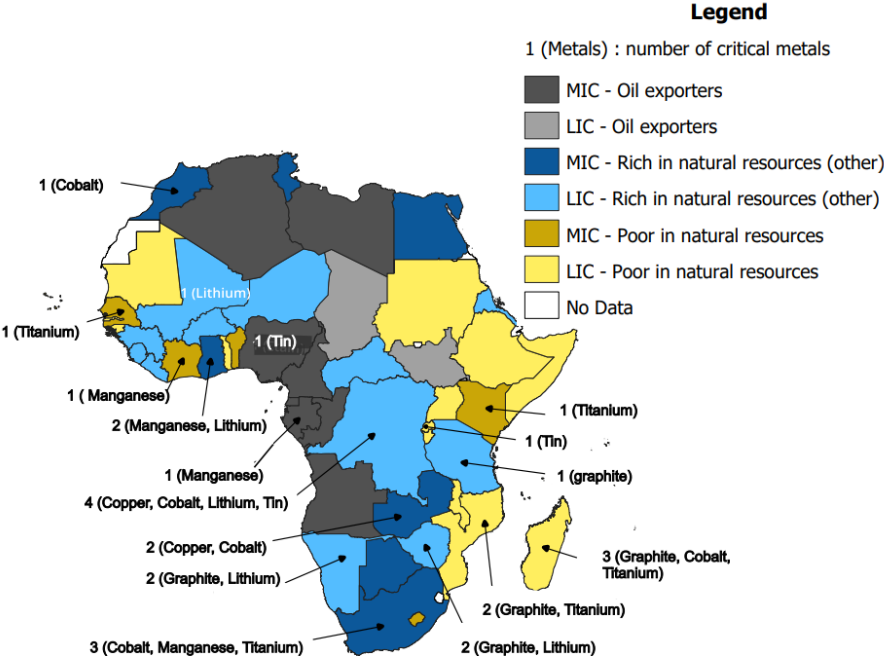 Legend
1 (Metals) : number of critical metals
MIC - Oil exporters
LIC - Oil exporters
MIC - Rich in natural resources (other)
LIC - Rich in natural resources (other)
MIC - Poor in natural resources
LIC - Poor in natural resources
No Data
1 (Cobalt)
1 (Lithium)
1 (Titanium)
1 (Tin)
1 ( Manganese)
2 (Manganese, Lithium)
1 (Titanium)
1 (Tin)
1 (Manganese)
1 (graphite)
4 (Copper, Cobalt, Lithium, Tin)
2 (Copper, Cobalt)
3 (Graphite, Cobalt,
Titanium)
2 (Graphite, Lithium)
2 (Graphite, Titanium)
3 (Cobalt, Manganese, Titanium)
2 (Graphite, Lithium)